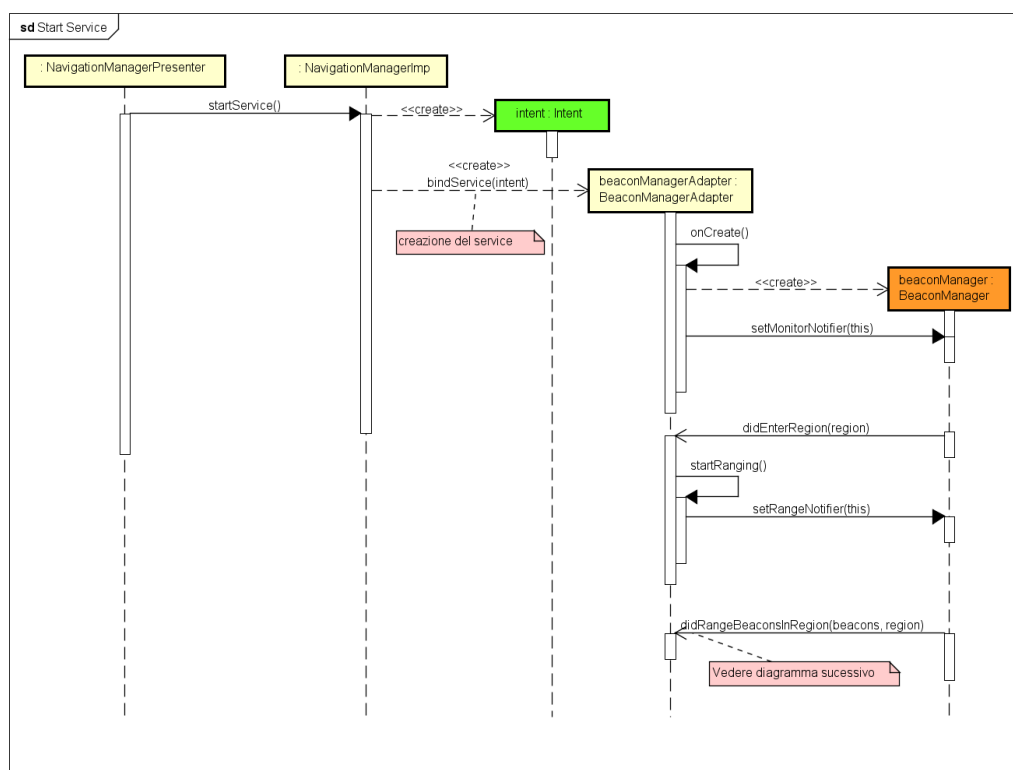 sd Start Service
: NavigationManagerPresenter
: NavigationManagerImp
startService()
<<create>>
intent : Intent
<<create>>
bindService(intent)
beaconManagerAdapter :
BeaconManagerAdapter
creazione del service
onCreate()
<<create>>
beaconManager :
BeaconManager
setMonitorNotifier(this)
didEnterRegion(region)
startRanging()
setRangeNotifier(this)
didRangeBeaconsInRegion(beacons, region)
Vedere diagramma sucessivo